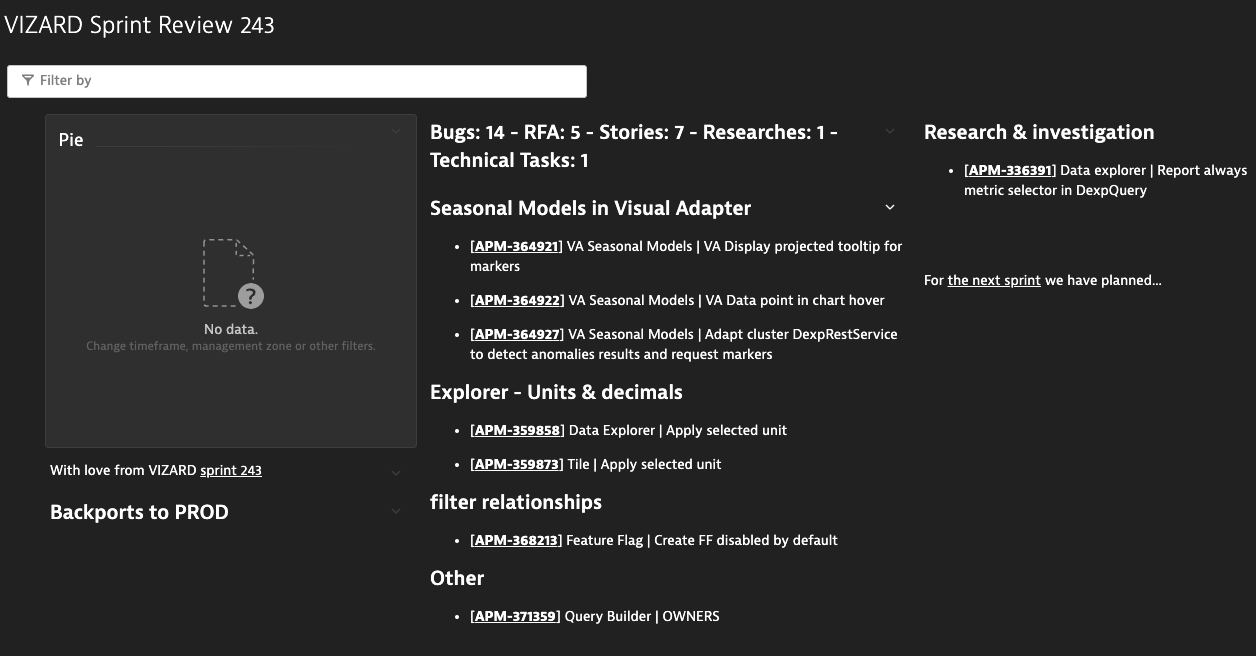 VIZARD Sprint Review 243
Filter by
Pie
No data.
Change timeframe, management zone or other filters.
With love from VIZARD sprint 243
Backports to PROD
Bugs: 14 - RFA: 5 - Stories: 7 - Researches: 1 -
Technical Tasks: 1
Seasonal Models in Visual Adapter
• [APM-364921] VA Seasonal Models | VA Display projected tooltip for
markers
• [APM-364922] VA Seasonal Models | VA Data point in chart hover
• [APM-364927] VA Seasonal Models | Adapt cluster DexpRestService
to detect anomalies results and request markers
Explorer - Units & decimals
• [APM-359858] Data Explorer | Apply selected unit
• [APM-359873] Tile | Apply selected unit
filter relationships
• [APM-368213] Feature Flag | Create FF disabled by default
Other
• [APM-371359] Query Builder | OWNERS
Research & investigation
• [APM-336391] Data explorer | Report always
metric selector in DexpQuery
For the next sprint we have planned...